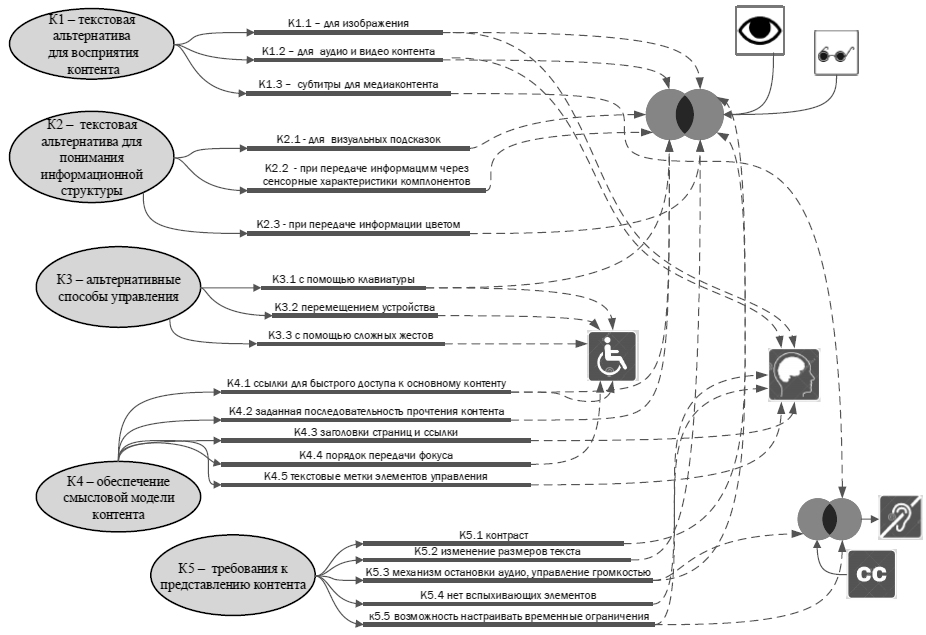 К1 – текстовая
альтернатива
для восприятия
контента
К1.1 – для изображения
К1.2 – для аудио и видео контента
К1.3 – субтитры для медиаконтента
К2 – текстовая
альтернатива для
понимания
информационной
структуры
К2.1 - для визуальных подсказок
К2.2 - при передаче информацмм через
сенсорные характеристики комплонентов
К2.3 - при передаче информации цветом
К3 – альтернативные
способы управления
К3.1 с помощью клавиатуры
К3.2 перемещением устройства
К3.3 с помощью сложных жестов
К4.1 ссылки для быстрого доступа к основному контенту
К4.2 заданная последовательность прочтения контента
К4.3 заголовки страниц и ссылки
К4.4 порядок передачи фокуса
К4.5 текстовые метки элементов управления
К4 – обеспечение
смысловой модели
контента
К5 – требования к
представлению контента
К5.1 контраст
К5.2 изменение размеров текста
К5.3 механизм остановки аудио, управление громкостью
К5.4 нет вспыхивающих элементов
к5.5 возможность настраивать временные ограничения
CC